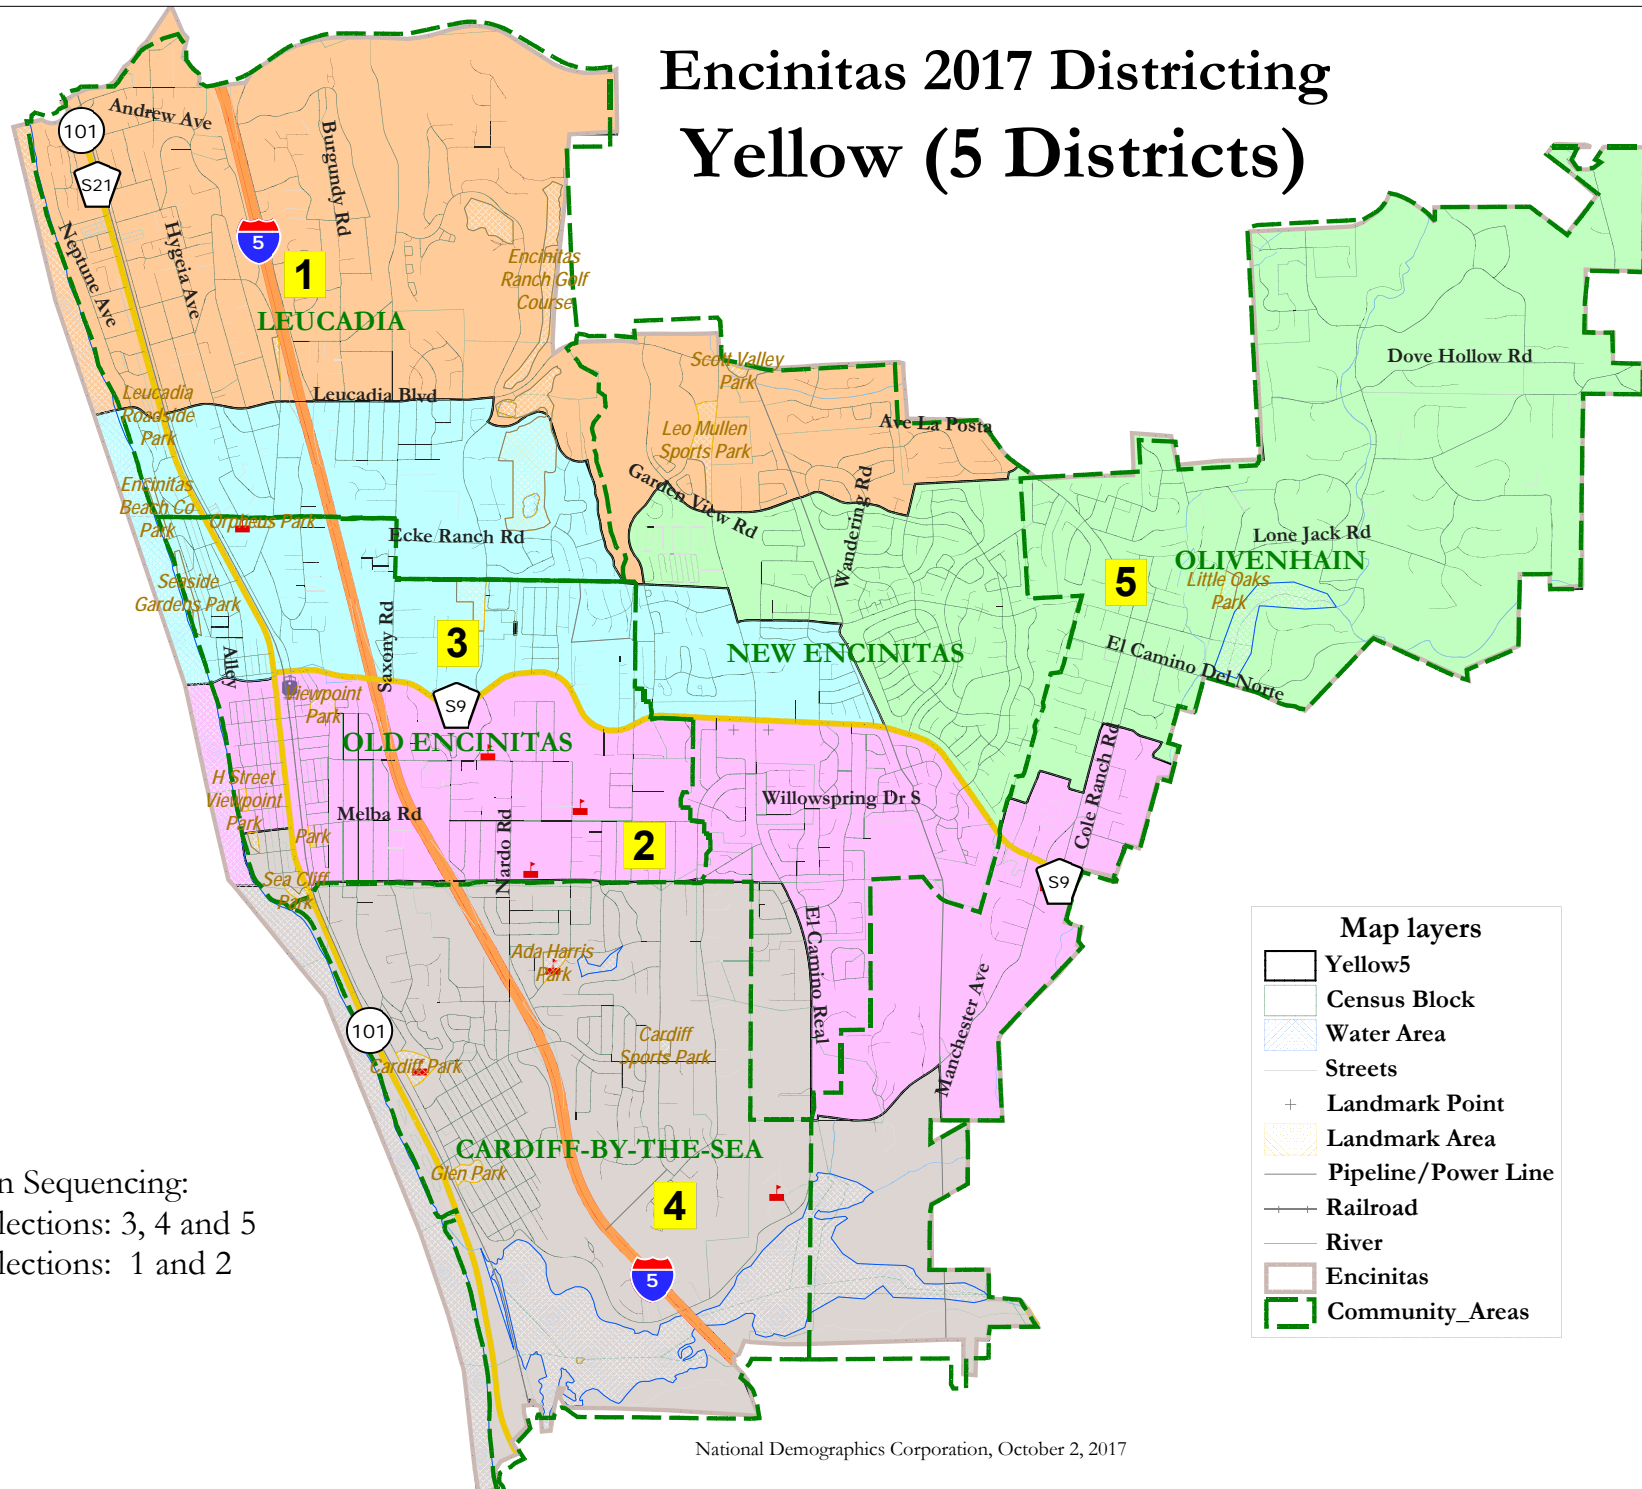 Encinitas 2017 Districting
Yellow (5 Districts)
Andrew Ave
101
S21
Burgundy Rd
Neptune Ave
Hygeia Ave
5
1
LEUCADIA
Encinitas
Ranch Golf
Course
Leucadia Blvd
Leucadia
Roadside
Park
Scott Valley
Park
Leo Mullen
Sports Park
Ave La Posta
Dove Hollow Rd
Garden View Rd
Wandering Rd
Encinitas
Beach Co
Park
Orpheus Park
Ecke Ranch Rd
Lone Jack Rd
OLIVENHAIN
5
Little Oaks
Park
Seaside
Gardens Park
Saxony Rd
3
Alley
NEW ENCINITAS
El Camino Del Norte
Viewpoint
Park
S9
OLD ENCINITAS
H Street
Viewpoint
Park
Park
Melba Rd
Nardo Rd
2
Willowspring Dr S
Cole Ranch Rd
S9
Sea Cliff
Park
El Camino Real
Ada Harris
Park
Manchester Ave
101
Cardiff
Sports Park
Cardiff Park
CARDIFF-BY-THE-SEA
Glen Park
4
5
n Sequencing:
lections: 3, 4 and 5
lections: 1 and 2
Map layers
Yellow5
Census Block
Water Area
Streets
Landmark Point
Landmark Area
Pipeline/Power Line
Railroad
River
Encinitas
Community_Areas
National Demographics Corporation, October 2, 2017